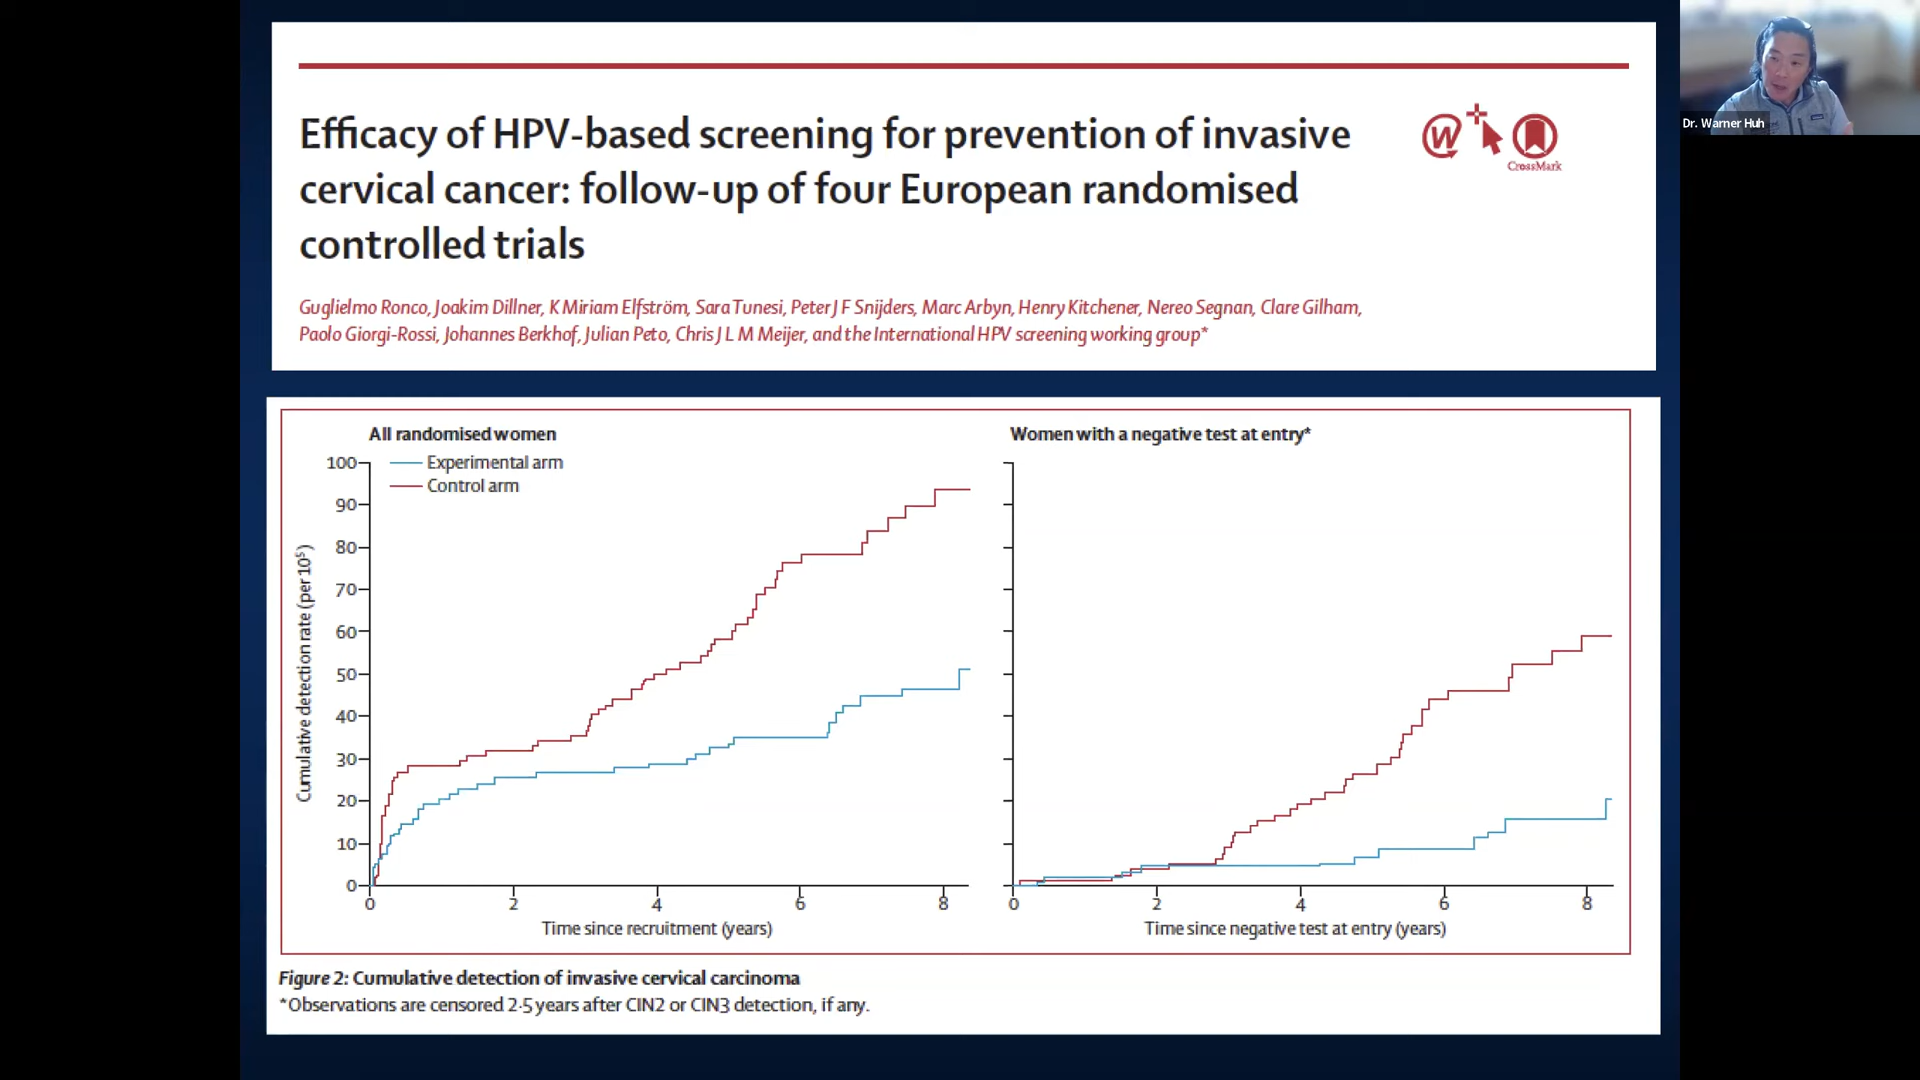 Efficacy of HPV-based screening for prevention of invasive
cervical cancer: follow-up of four European randomised
controlled trials
W
CrossMark
Guglielmo Ronco, Joakim Dillner, K Miriam Elfström, Sara Tunesi, Peter J F Snijders, Marc Arbyn, Henry Kitchener, Nereo Segnan, Clare Gilham,
Paolo Giorgi-Rossi, Johannes Berkhof, Julian Peto, Chris J L M Meijer, and the International HPV screening working group*
Dr. Warner Huh
All randomised women
Experimental arm
Control arm
Cumulative detection rate (per 10⁵)
100
90
80
70
60
50
40
30
20
10
0
0 2 4 6 8
Time since recruitment (years)
Women with a negative test at entry*
0 2 4 6 8
Time since negative test at entry (years)
Figure 2: Cumulative detection of invasive cervical carcinoma
*Observations are censored 2·5 years after CIN2 or CIN3 detection, if any.